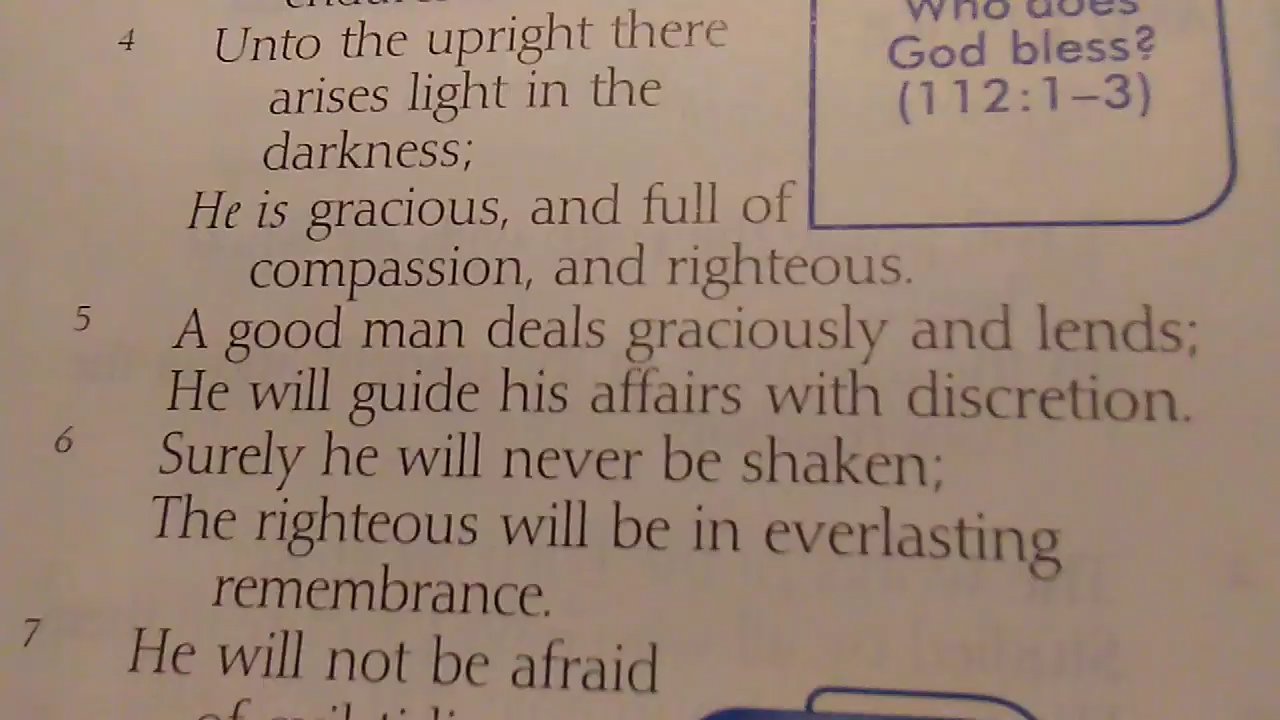 4 Unto the upright there
arises light in the
darkness;
He is gracious, and full of
compassion, and righteous.
5 A good man deals graciously and lends;
He will guide his affairs with discretion.
6 Surely he will never be shaken;
The righteous will be in everlasting
remembrance.
7 He will not be afraid
of evil
Who does
God bless?
(112:1–3)